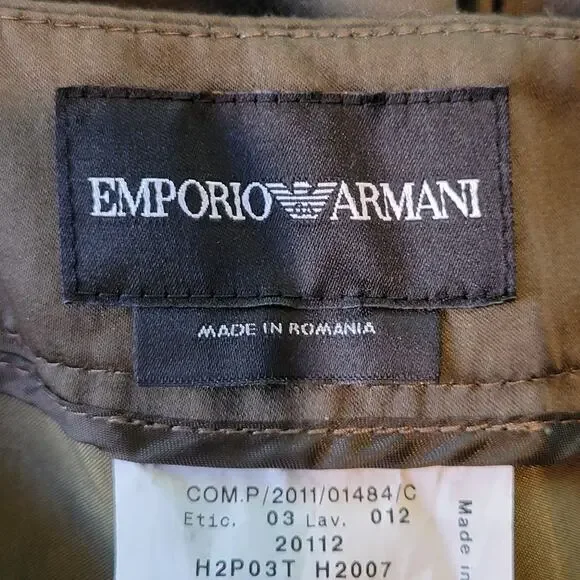 EMPORIO ARMANI
MADE IN ROMANIA
COM.P/2011/01484/C
Etic. 03 Lav. 012
20112
H2P03T H2007
Made in